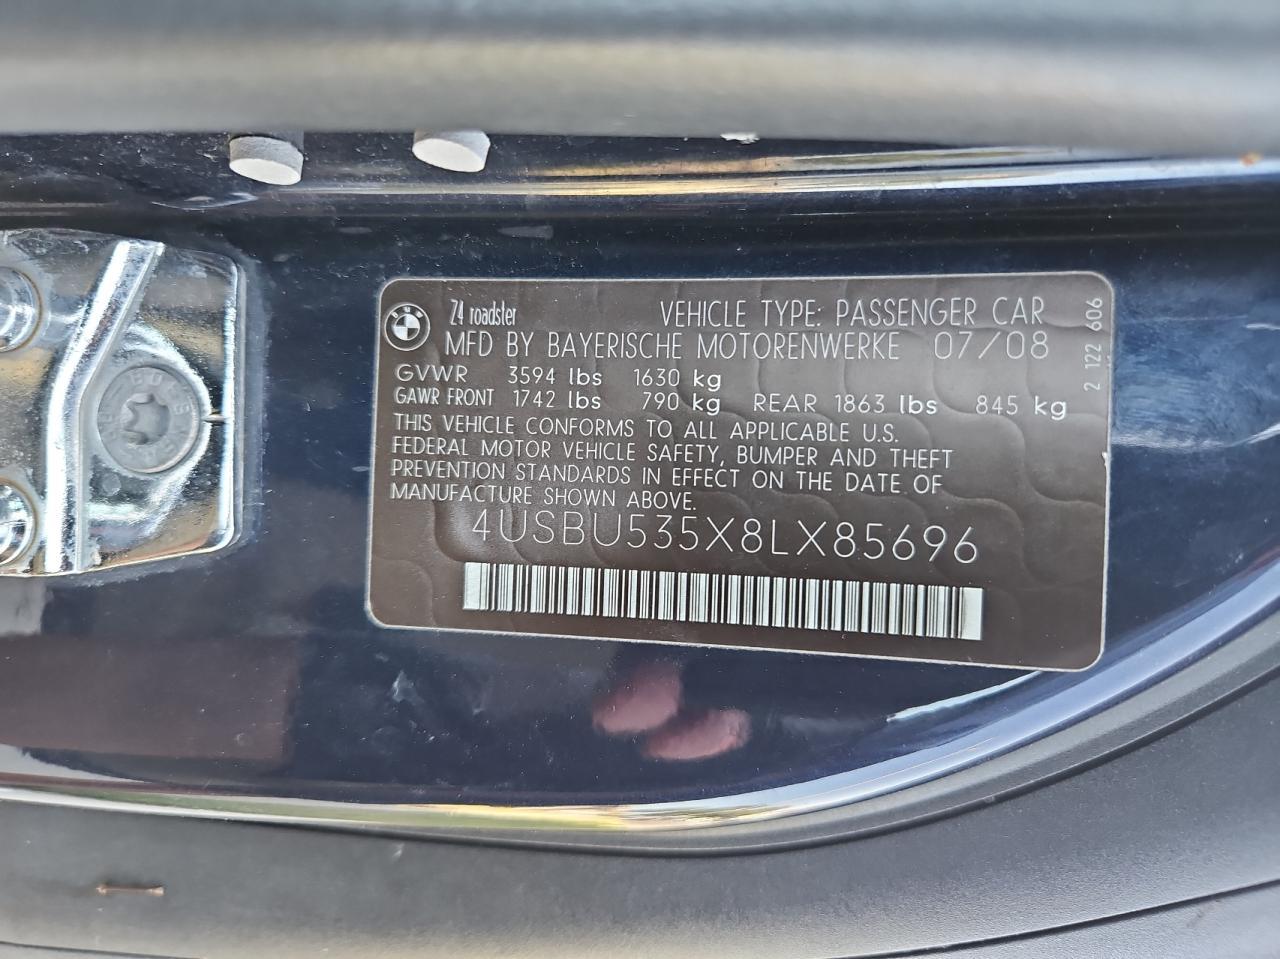 Z4 roadster VEHICLE TYPE: PASSENGER CAR
MFD BY BAYERISCHE MOTORENWERKE 07/08
GVWR 3594 lbs 1630 kg
GAWR FRONT 1742 lbs 790 kg REAR 1863 lbs 845 kg
THIS VEHICLE CONFORMS TO ALL APPLICABLE U.S.
FEDERAL MOTOR VEHICLE SAFETY, BUMPER AND THEFT
PREVENTION STANDARDS IN EFFECT ON THE DATE OF
MANUFACTURE SHOWN ABOVE.
4USBU535X8LX85696
2 122 606
BMW